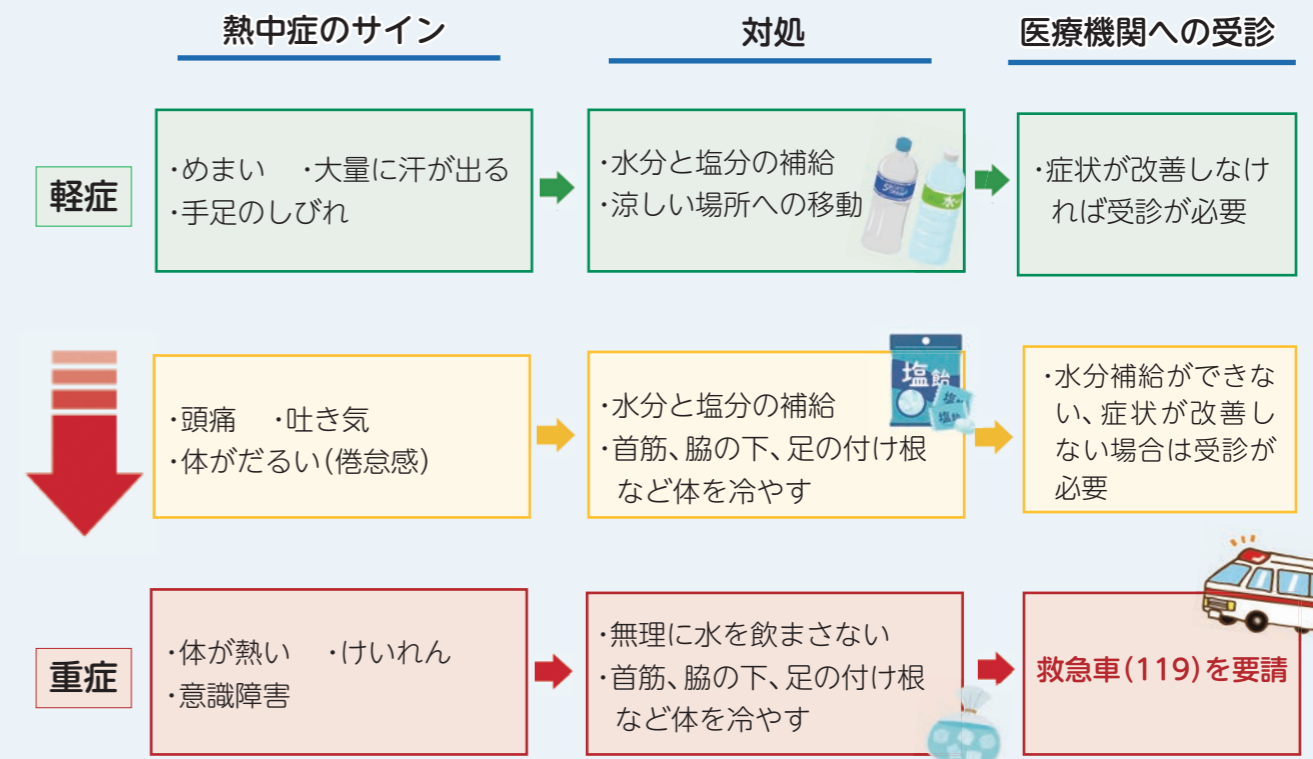 熱中症のサイン
対処
医療機関への受診
軽症
・めまい ・大量に汗が出る
・手足のしびれ
・水分と塩分の補給
・涼しい場所への移動
・症状が改善しなけ
れば受診が必要
・頭痛 ・吐き気
・体がだるい(倦怠感)
・水分と塩分の補給
・首筋、脇の下、足の付け根
など体を冷やす
塩飴
・水分補給ができな
い、症状が改善し
ない場合は受診が
必要
重症
・体が熱い ・けいれん
・意識障害
・無理に水を飲まさない
・首筋、脇の下、足の付け根
など体を冷やす
救急車(119)を要請